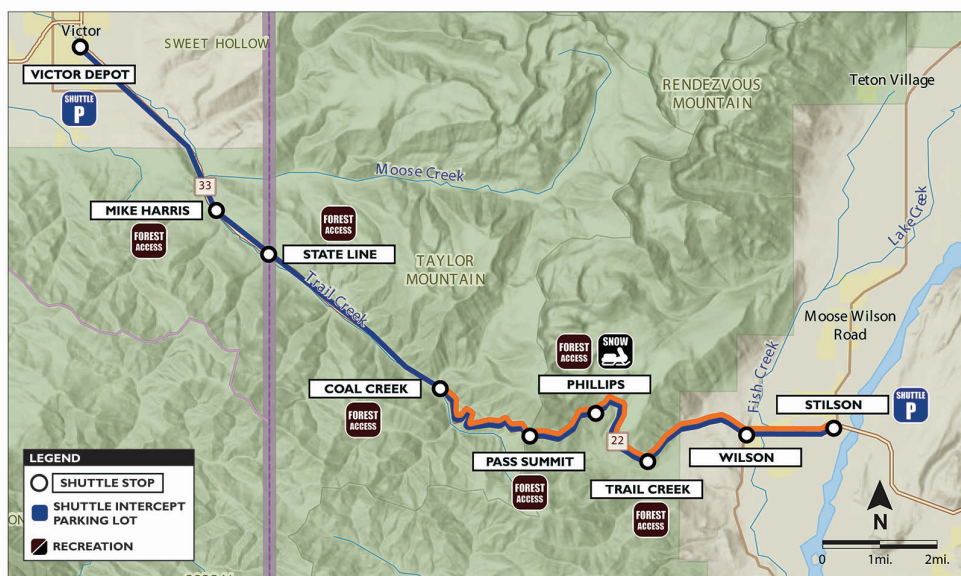 Victor
SWEET HOLLOW
VICTOR DEPOT
SHUTTLE
P
RENDEZVOUS
MOUNTAIN
Teton Village
Moose Creek
33
MIKE HARRIS
FOREST
ACCESS
FOREST
ACCESS
STATE LINE
Lake Creek
TAYLOR
MOUNTAIN
Trail Creek
Moose Wilson
Road
FOREST
ACCESS
SNOW
PHILLIPS
Fish Creek
COAL CREEK
FOREST
ACCESS
STILSON
SHUTTLE
P
22
PASS SUMMIT
FOREST
ACCESS
TRAIL CREEK
FOREST
ACCESS
WILSON
LEGEND
SHUTTLE STOP
SHUTTLE INTERCEPT
PARKING LOT
RECREATION
N
0 1mi. 2mi.